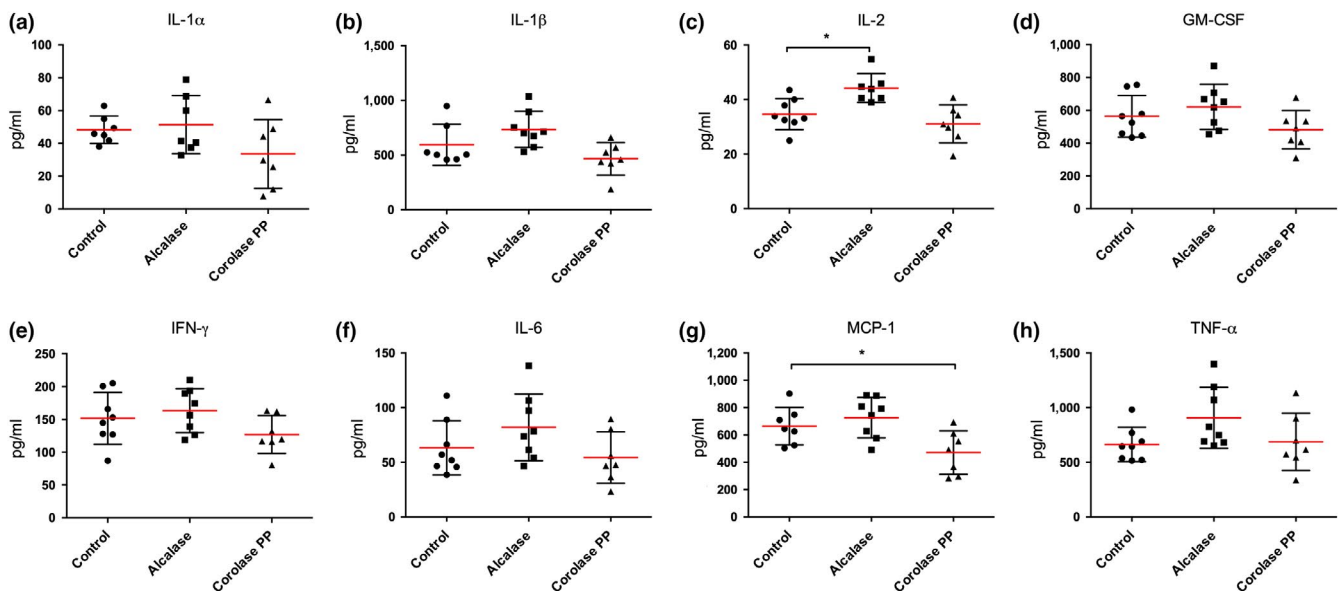 (a) IL-1α
pg/ml
100
80
60
40
20
0
Control
Alcalase
Corolase PP
(b) IL-1β
pg/ml
1,500
1,000
500
0
Control
Alcalase
Corolase PP
(c) IL-2
pg/ml
60
40
20
0
*
Control
Alcalase
Corolase PP
(d) GM-CSF
pg/ml
1,000
800
600
400
200
0
Control
Alcalase
Corolase PP
(e) IFN-γ
pg/ml
250
200
150
100
50
0
Control
Alcalase
Corolase PP
(f) IL-6
pg/ml
150
100
50
0
Control
Alcalase
Corolase PP
(g) MCP-1
pg/ml
1,200
1,000
800
600
400
200
0
*
Control
Alcalase
Corolase PP
(h) TNF-α
pg/ml
1,500
1,000
500
0
Control
Alcalase
Corolase PP